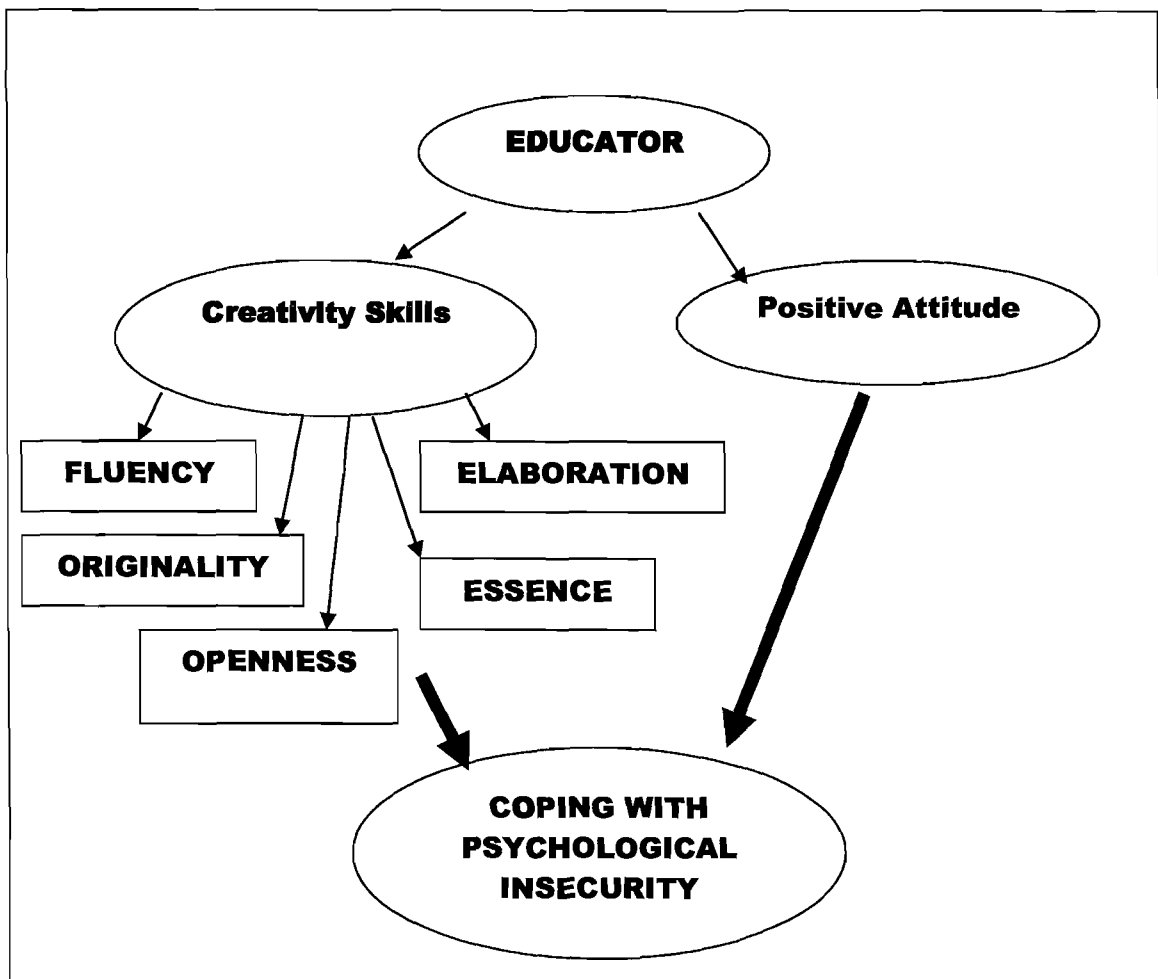 EDUCATOR
Creativity Skills
Positive Attitude
FLUENCY
ELABORATION
ORIGINALITY
ESSENCE
OPENNESS
COPING WITH
PSYCHOLOGICAL
INSECURITY